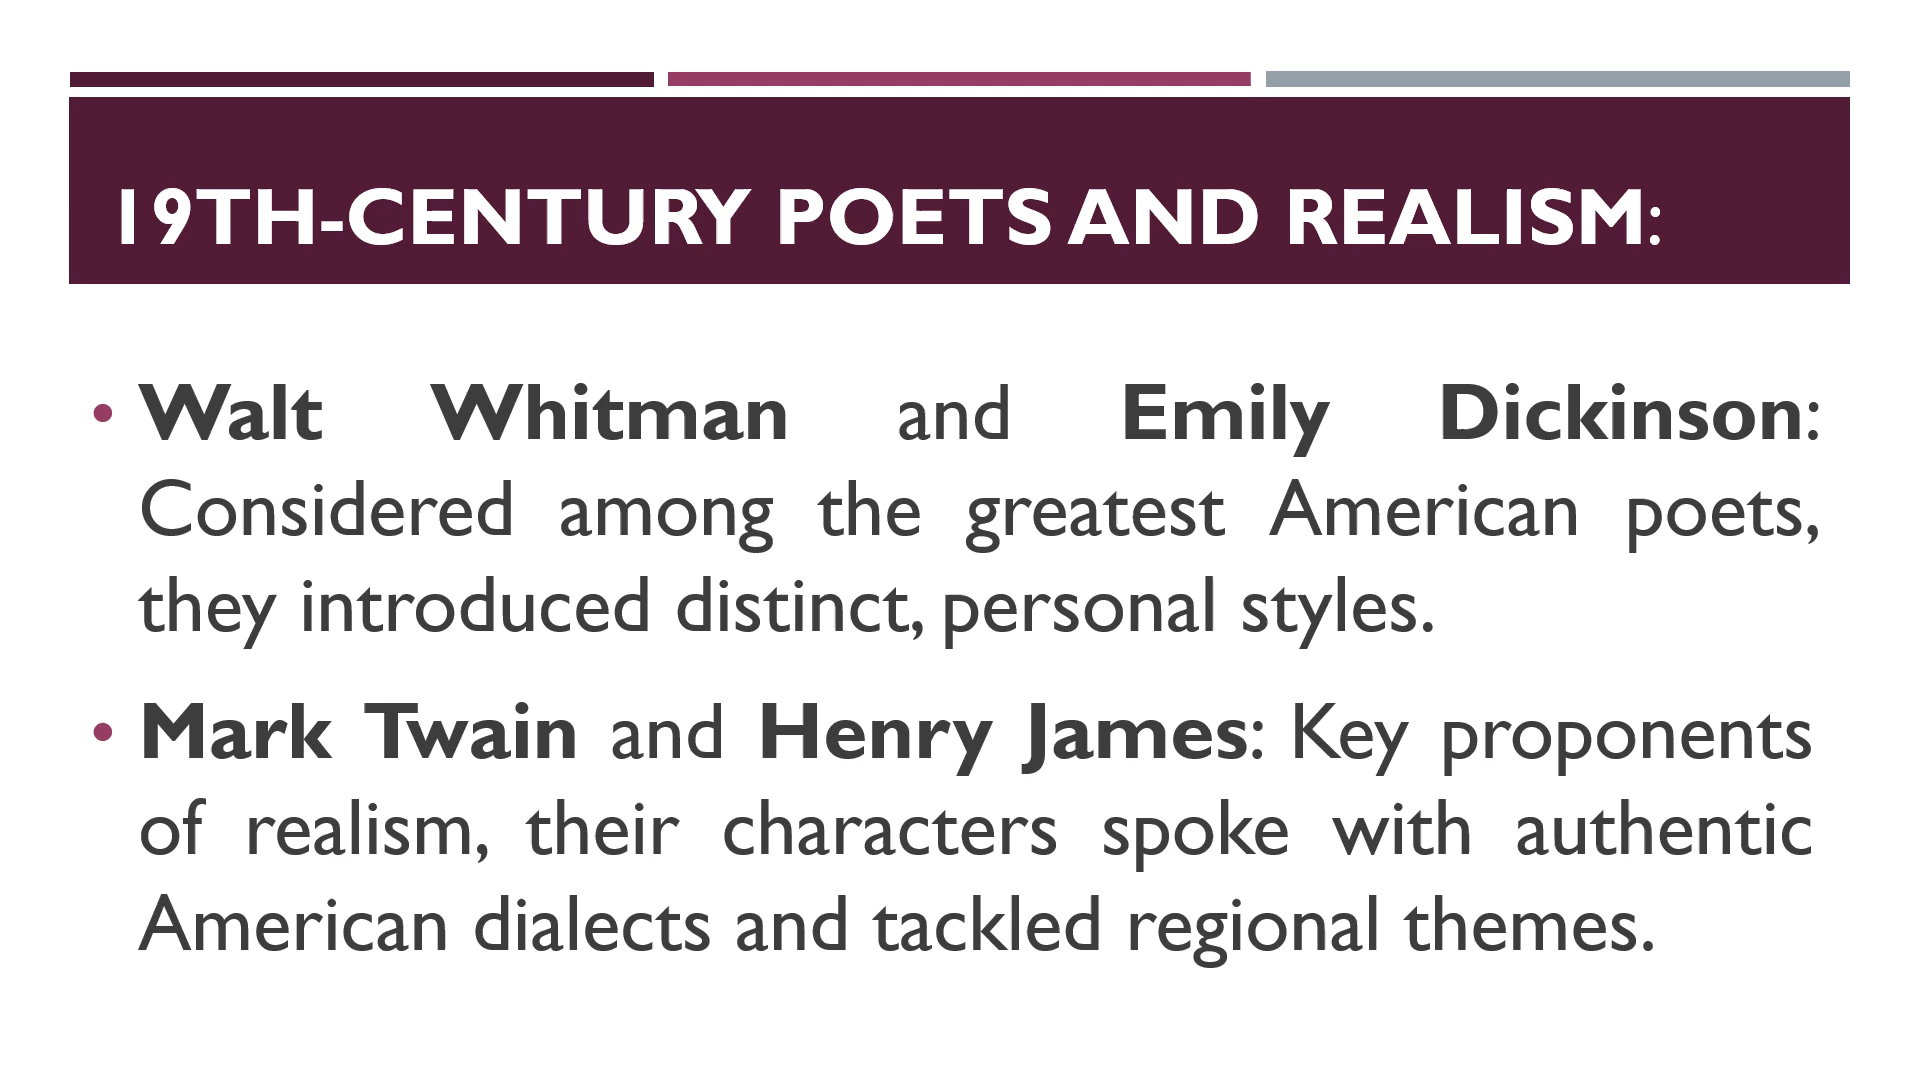 19TH-CENTURY POETS AND REALISM:
• Walt Whitman and Emily Dickinson:
Considered among the greatest American poets,
they introduced distinct, personal styles.
• Mark Twain and Henry James: Key proponents
of realism, their characters spoke with authentic
American dialects and tackled regional themes.